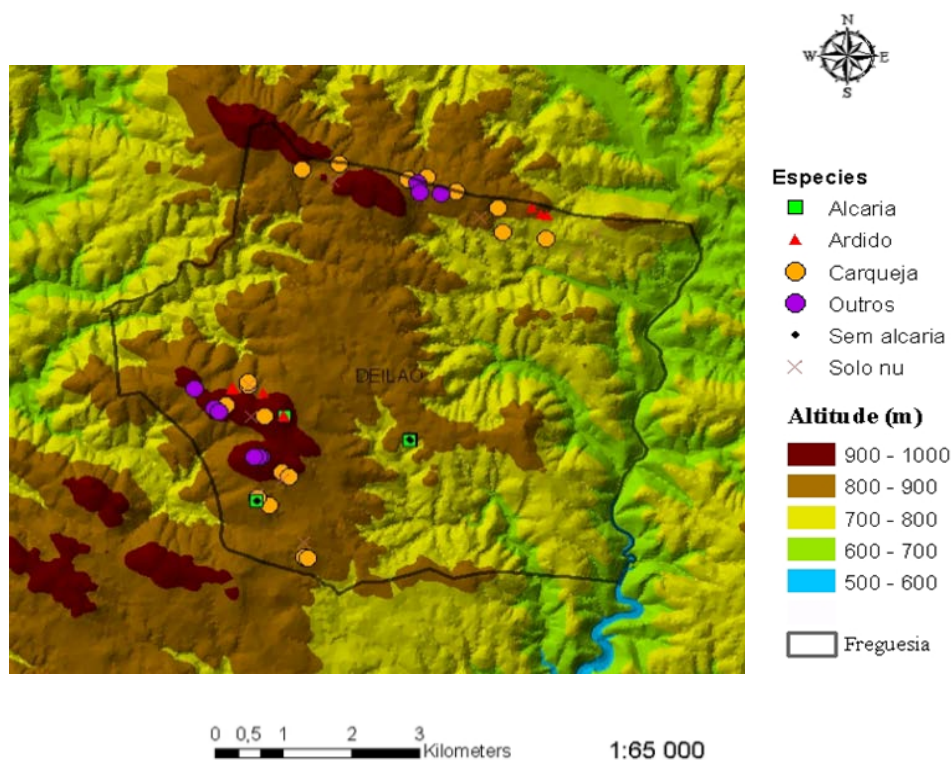 N
W E
S
Especies
Alcaria
Ardido
Carqueja
Outros
Sem alcaria
Solo nu
DEILAO
Altitude (m)
900 - 1000
800 - 900
700 - 800
600 - 700
500 - 600
Freguesia
0 0,5 1 2 3
Kilometers
1:65 000